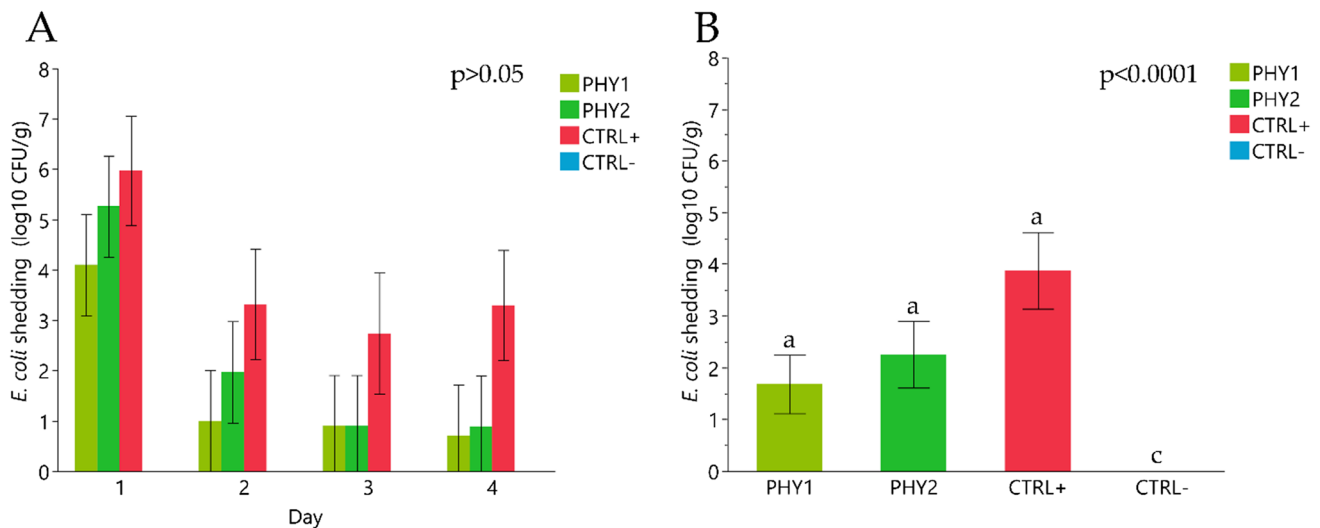 A
E. coli shedding (log10 CFU/g)
8
7
6
5
4
3
2
1
0
p>0.05
PHY1
PHY2
CTRL+
CTRL-
1 2 3 4
Day
B
E. coli shedding (log10 CFU/g)
8
7
6
5
4
3
2
1
0
p<0.0001
PHY1
PHY2
CTRL+
CTRL-
a a a c
PHY1 PHY2 CTRL+ CTRL-